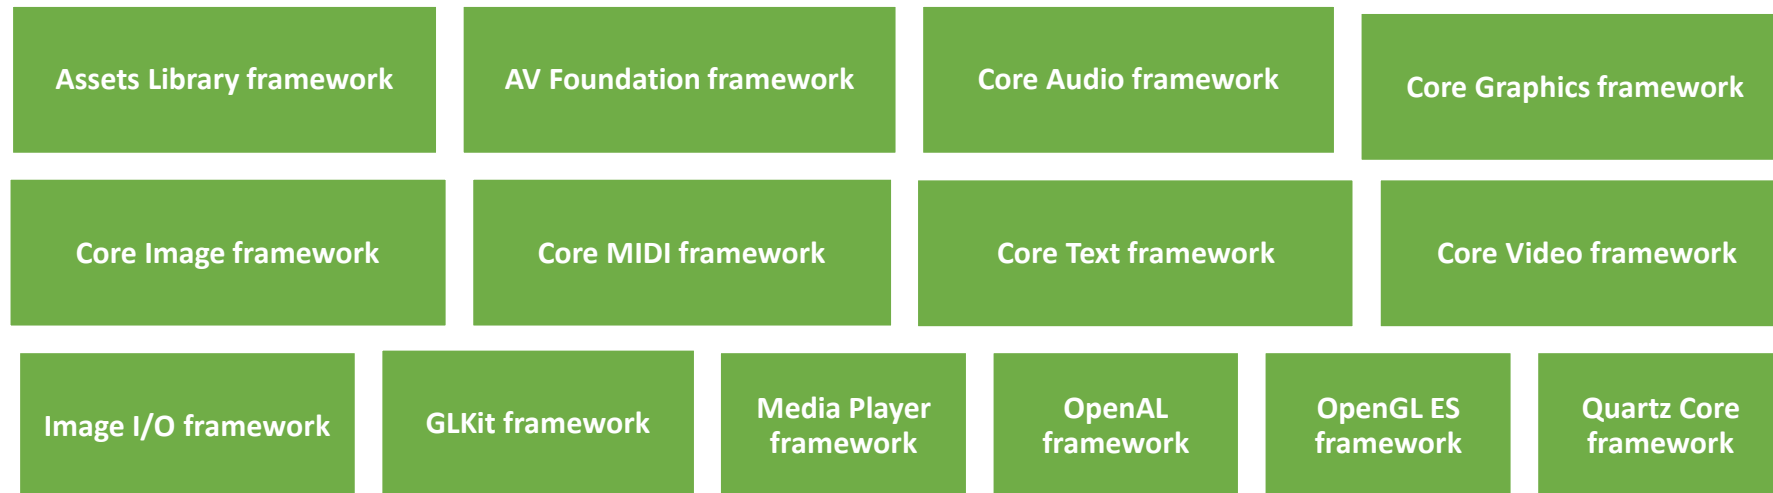 Assets Library framework
AV Foundation framework
Core Audio framework
Core Graphics framework
Core Image framework
Core MIDI framework
Core Text framework
Core Video framework
Image I/O framework
GLKit framework
Media Player
framework
OpenAL
framework
OpenGL ES
framework
Quartz Core
framework